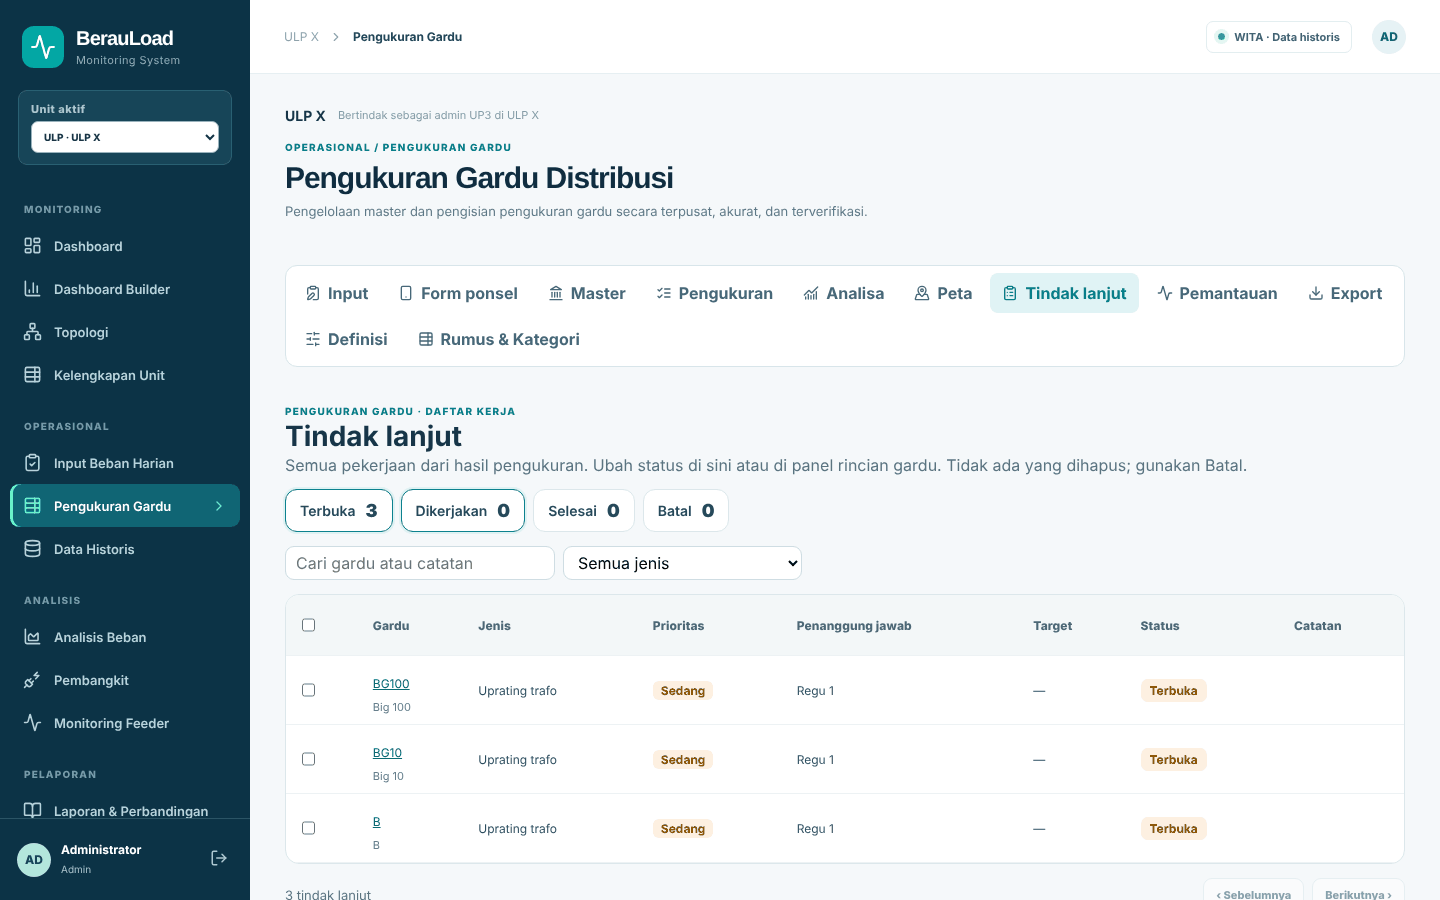 BerauLoad
Monitoring System
Unit aktif
ULP · ULP X
MONITORING
Dashboard
Dashboard Builder
Topologi
Kelengkapan Unit
OPERASIONAL
Input Beban Harian
Pengukuran Gardu
Data Historis
ANALISIS
Analisis Beban
Pembangkit
Monitoring Feeder
PELAPORAN
Laporan & Perbandingan
AD
Administrator
Admin
ULP X
Pengukuran Gardu
WITA · Data historis
AD
ULP X Bertindak sebagai admin UP3 di ULP X
OPERASIONAL / PENGUKURAN GARDU
Pengukuran Gardu Distribusi
Pengelolaan master dan pengisian pengukuran gardu secara terpusat, akurat, dan terverifikasi.
Input Form ponsel Master Pengukuran Analisa Peta Tindak lanjut Pemantauan Export
Definisi Rumus & Kategori
PENGUKURAN GARDU · DAFTAR KERJA
Tindak lanjut
Semua pekerjaan dari hasil pengukuran. Ubah status di sini atau di panel rincian gardu. Tidak ada yang dihapus; gunakan Batal.
Terbuka 3 Dikerjakan 0 Selesai 0 Batal 0
Cari gardu atau catatan Semua jenis
Gardu Jenis Prioritas Penanggung jawab Target Status Catatan
BG100 Uprating trafo Sedang Regu 1 — Terbuka
Big 100
BG10 Uprating trafo Sedang Regu 1 — Terbuka
Big 10
B Uprating trafo Sedang Regu 1 — Terbuka
B
3 tindak lanjut ‹ Sebelumnya Berikutnya ›